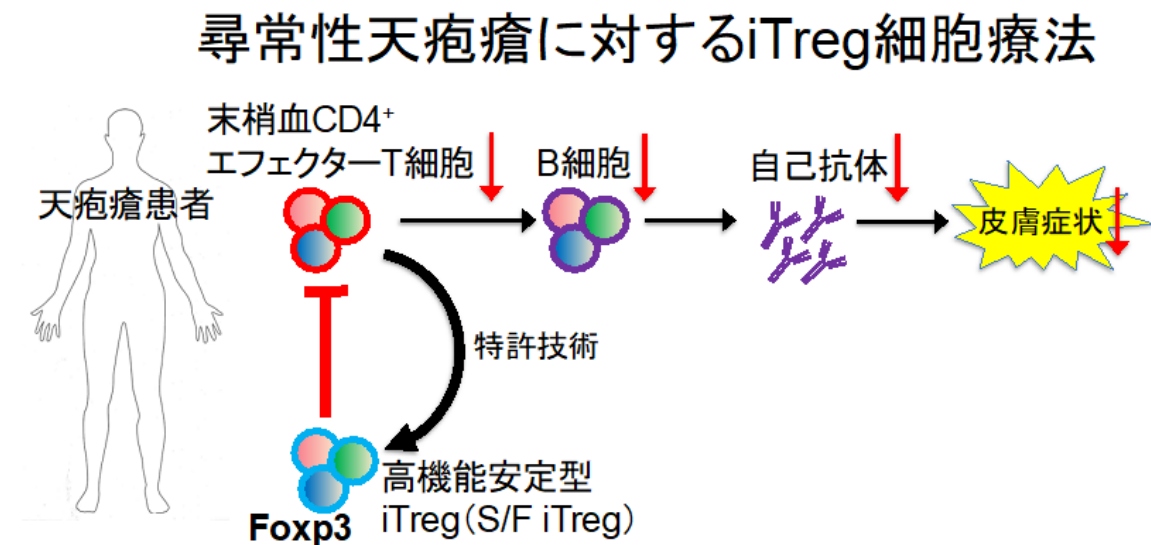 尋常性天疱瘡に対するiTreg細胞療法
末梢血CD4⁺
エフェクターT細胞
B細胞
自己抗体
天疱瘡患者
皮膚症状
特許技術
高機能安定型
iTreg（S/F iTreg）
Foxp3